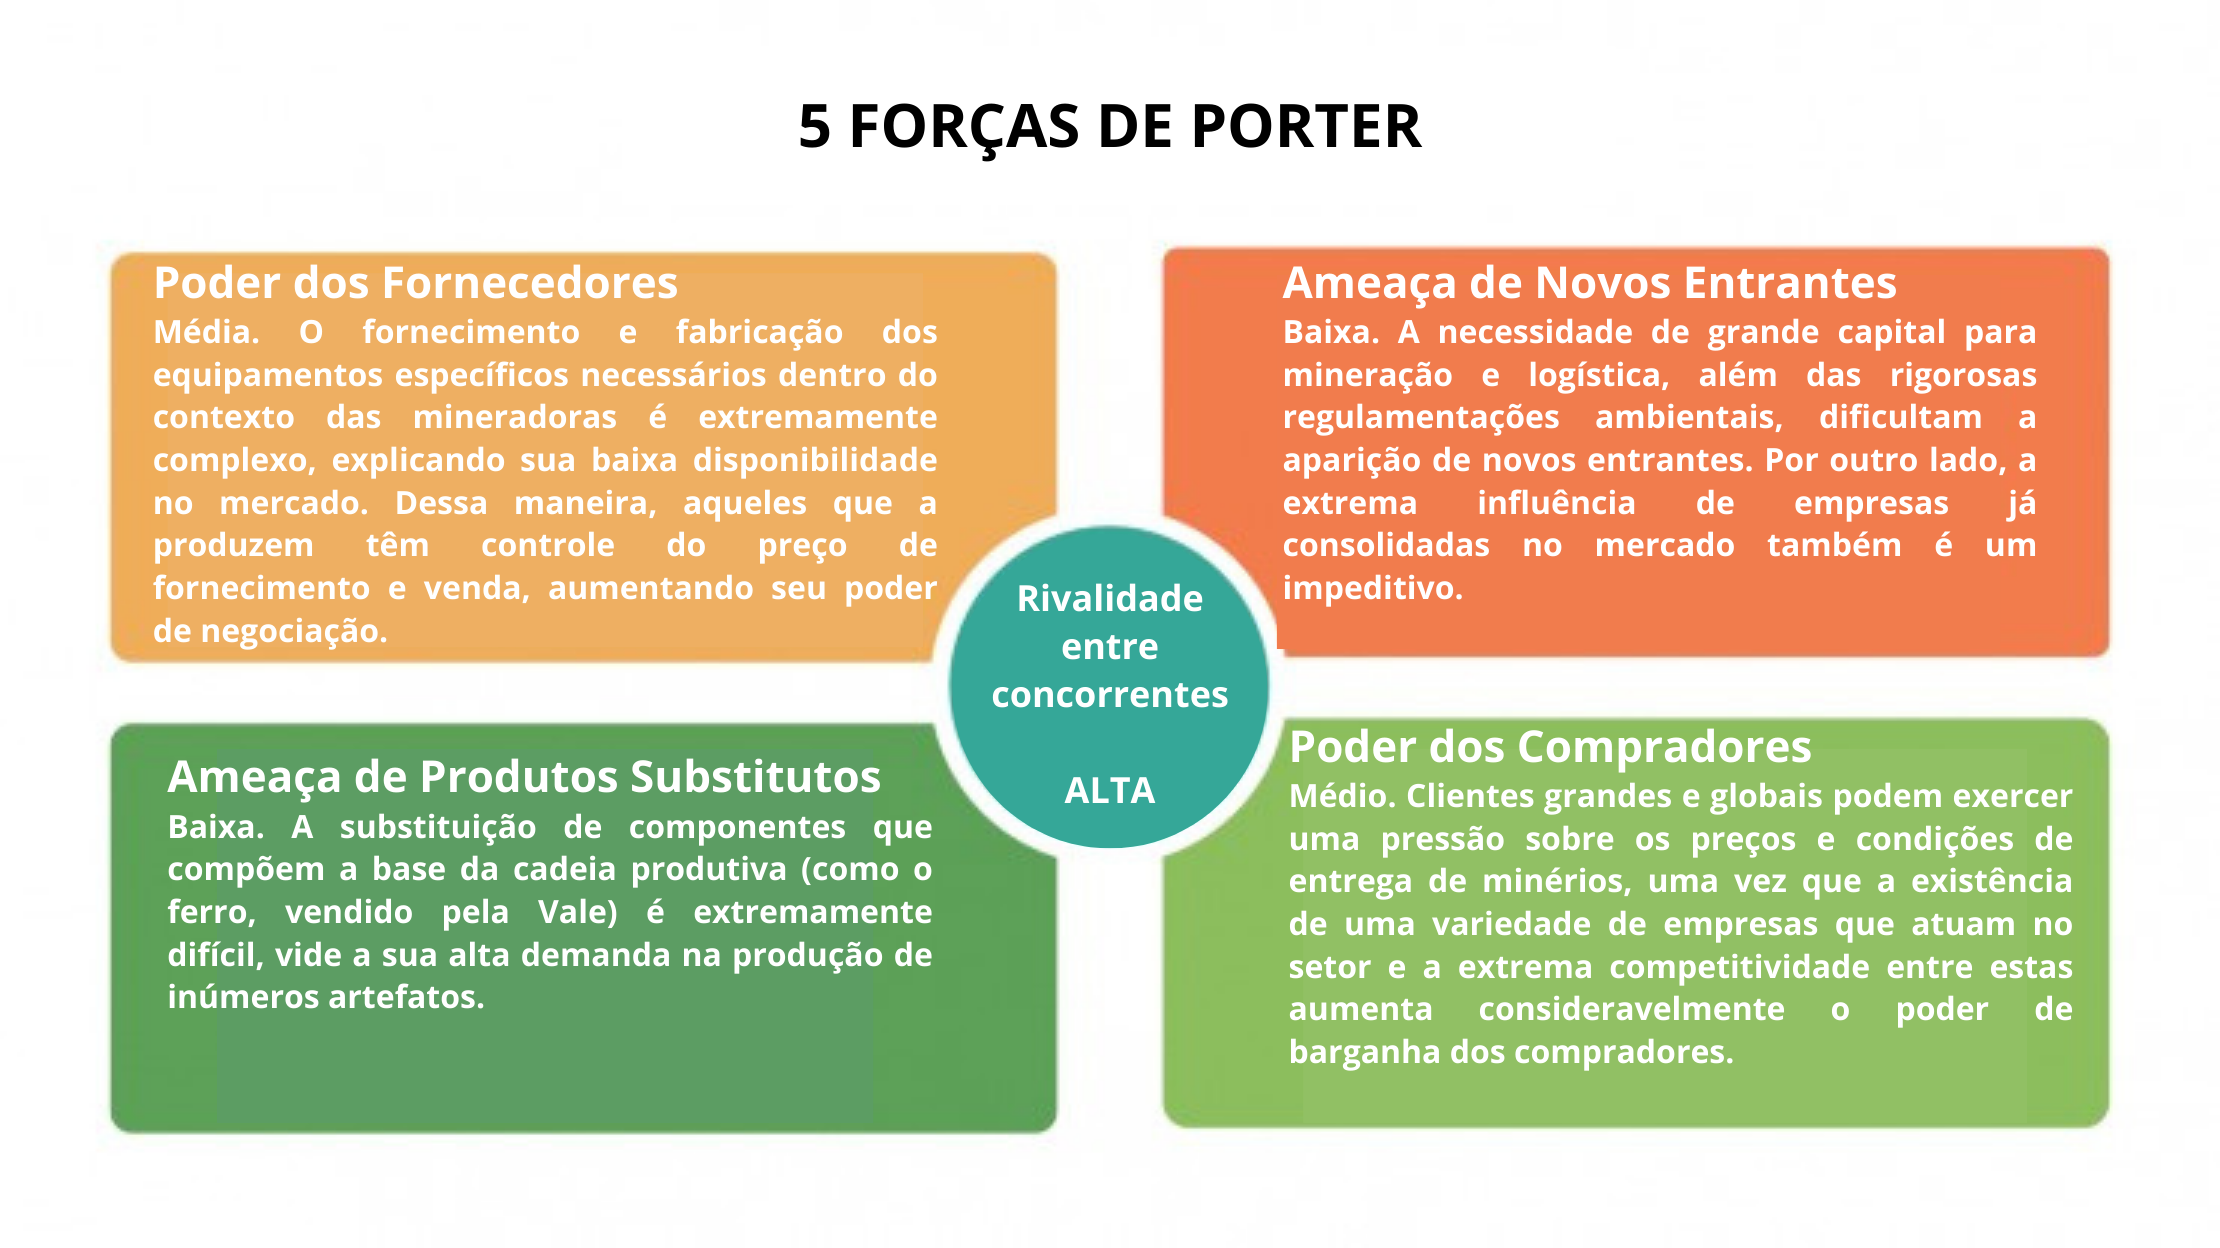 5 FORÇAS DE PORTER
Poder dos Fornecedores
Média. O fornecimento e fabricação dos
equipamentos específicos necessários dentro do
contexto das mineradoras é extremamente
complexo, explicando sua baixa disponibilidade
no mercado. Dessa maneira, aqueles que a
produzem têm controle do preço de
fornecimento e venda, aumentando seu poder
de negociação.
Ameaça de Novos Entrantes
Baixa. A necessidade de grande capital para
mineração e logística, além das rigorosas
regulamentações ambientais, dificultam a
aparição de novos entrantes. Por outro lado, a
extrema influência de empresas já
consolidadas no mercado também é um
impeditivo.
Rivalidade
entre
concorrentes
ALTA
Ameaça de Produtos Substitutos
Baixa. A substituição de componentes que
compõem a base da cadeia produtiva (como o
ferro, vendido pela Vale) é extremamente
difícil, vide a sua alta demanda na produção de
inúmeros artefatos.
Poder dos Compradores
Médio. Clientes grandes e globais podem exercer
uma pressão sobre os preços e condições de
entrega de minérios, uma vez que a existência
de uma variedade de empresas que atuam no
setor e a extrema competitividade entre estas
aumenta consideravelmente o poder de
barganha dos compradores.